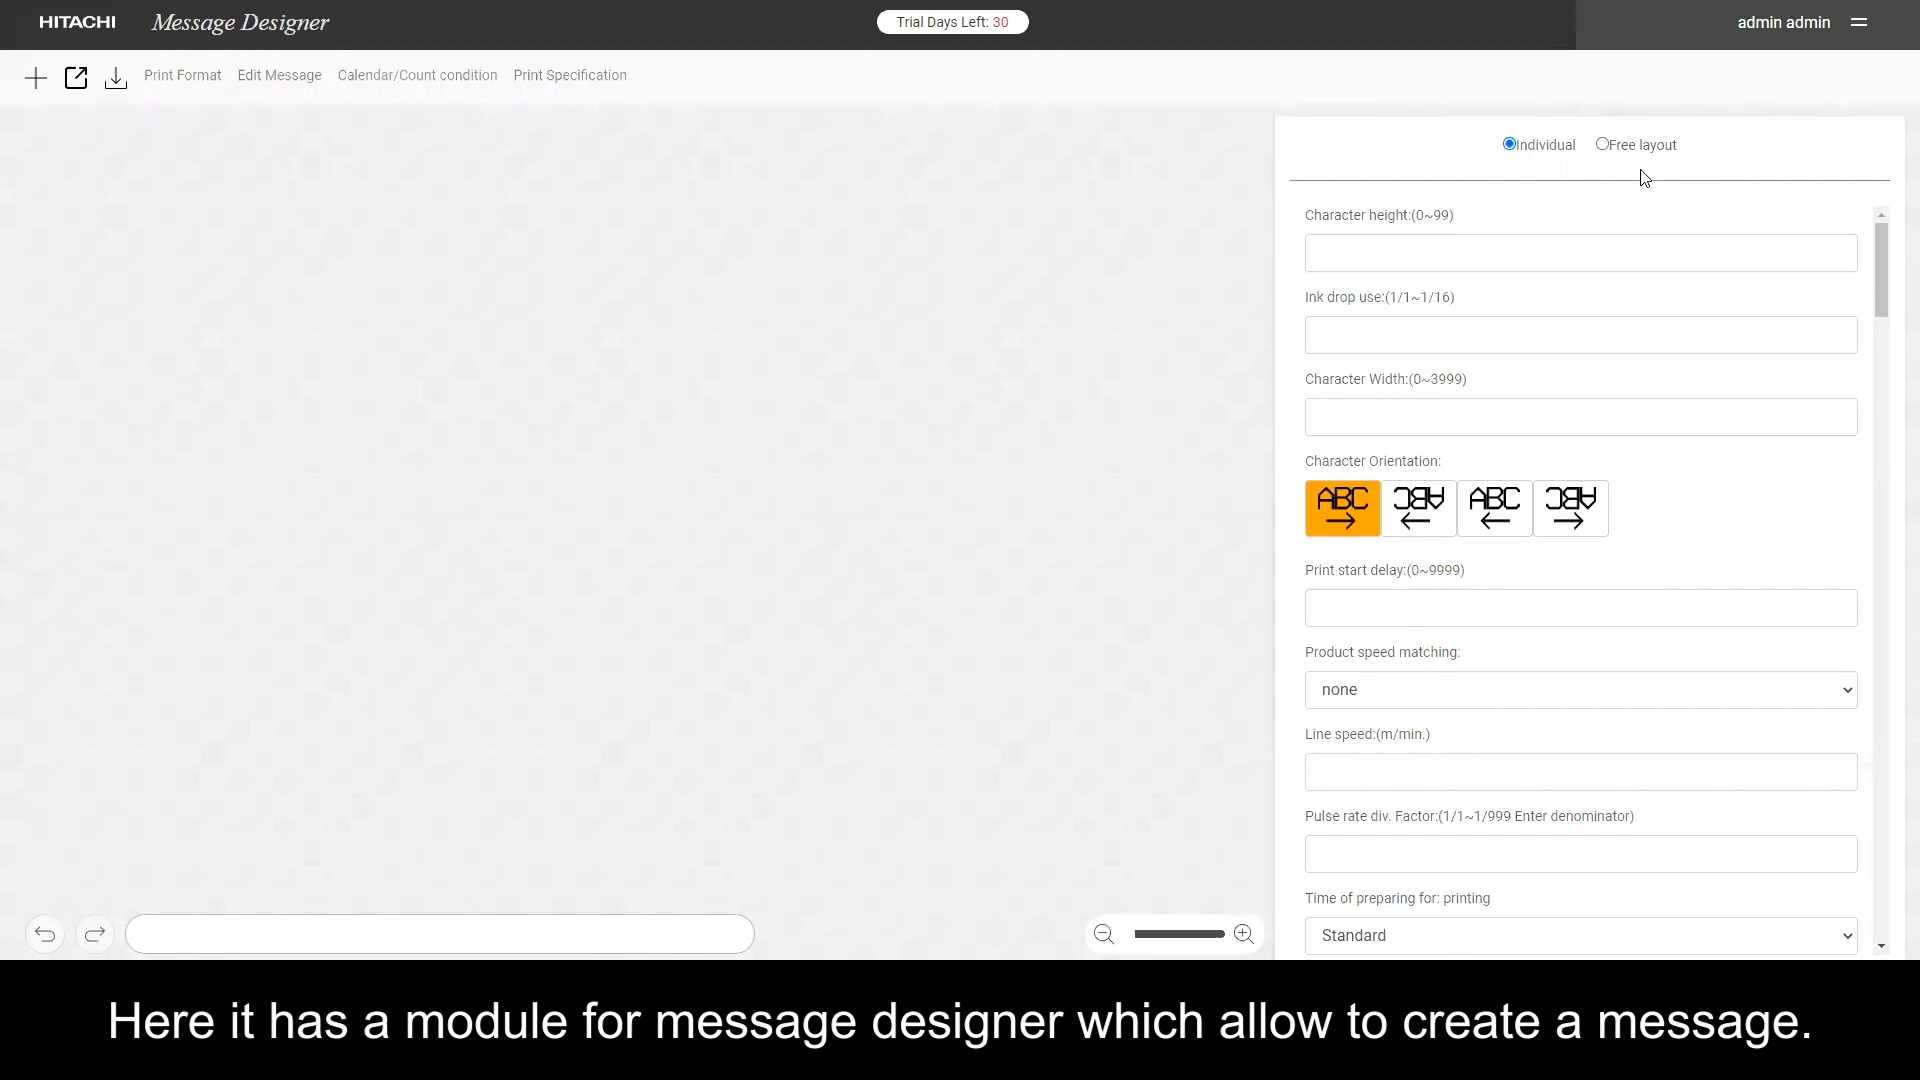 HITACHI Message Designer Trial Days Left: 30 admin admin
Print Format Edit Message Calendar/Count condition Print Specification
Individual Free layout
Character height:(0~99)
Ink drop use:(1/1~1/16)
Character Width:(0~3999)
Character Orientation:
ABC ABC ABC ABC
Print start delay:(0~9999)
Product speed matching:
none
Line speed:(m/min.)
Pulse rate div. Factor:(1/1~1/999 Enter denominator)
Time of preparing for: printing
Standard
Here it has a module for message designer which allow to create a message.